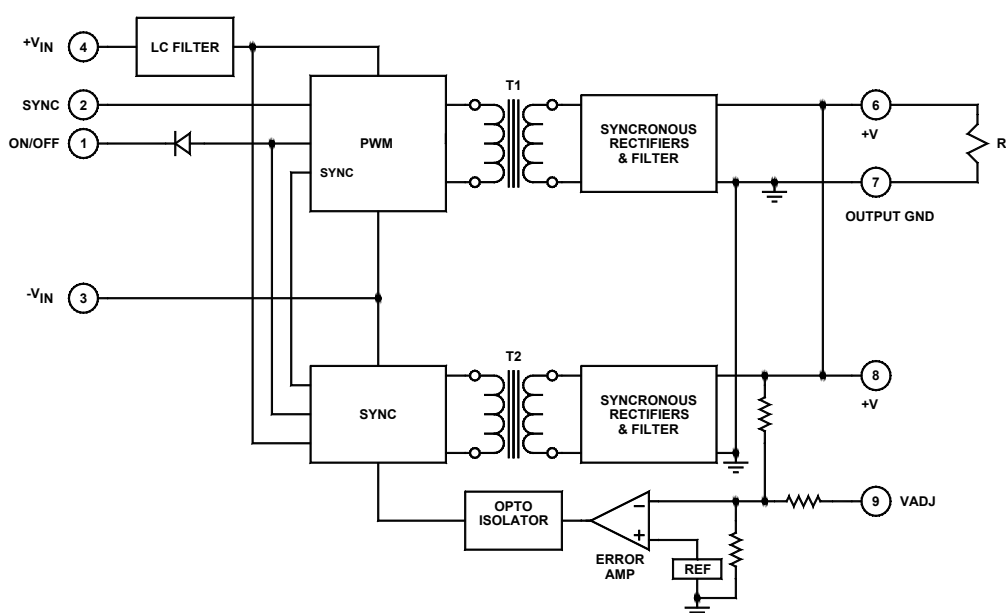 +VIN
4
LC FILTER
SYNC
2
ON/OFF
1
PWM
SYNC
T1
SYNCRONOUS
RECTIFIERS
& FILTER
6
+V
R
7
OUTPUT GND
-VIN
3
T2
SYNC
SYNCRONOUS
RECTIFIERS
& FILTER
8
+V
OPTO
ISOLATOR
−
+
ERROR
AMP
REF
9
VADJ